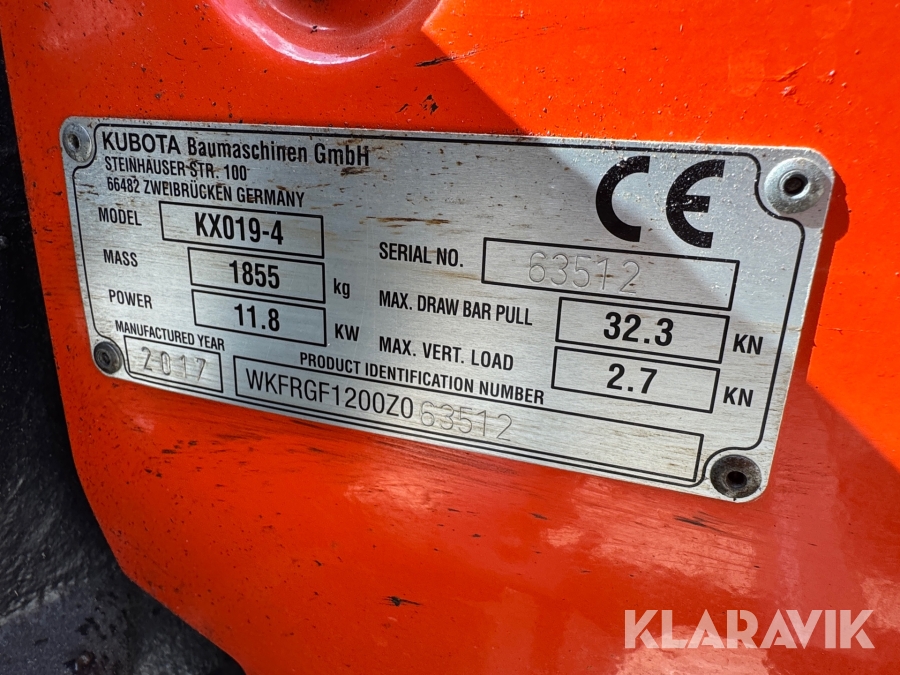 KUBOTA Baumaschinen GmbH
STEINHAUSER STR. 100
66482 ZWEIBRÜCKEN GERMANY
CE
MODEL KX019-4
MASS 1855 kg
POWER 11.8 KW
SERIAL NO. 63512
MAX. DRAW BAR PULL 32.3 KN
MAX. VERT. LOAD 2.7 KN
MANUFACTURED YEAR
2017
PRODUCT IDENTIFICATION NUMBER
WKFRGF1200Z063512
KLARAVIK